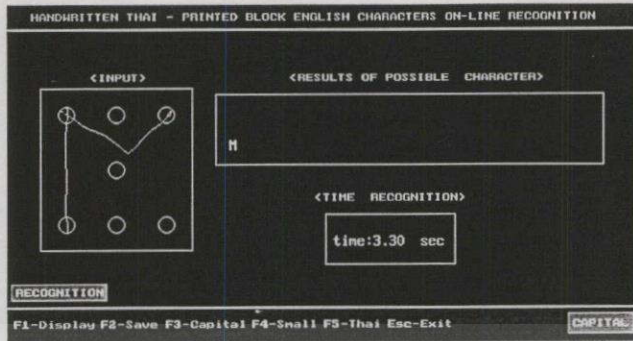 HANDWRITTEN THAI - PRINTED BLOCK ENGLISH CHARACTERS ON-LINE RECOGNITION
<INPUT>
<RESULTS OF POSSIBLE CHARACTER>
M
<TIME RECOGNITION>
time:3.30 sec
RECOGNITION
F1-Display F2-Save F3-Capital F4-Small F5-Thai Esc-Exit
CAPITAL